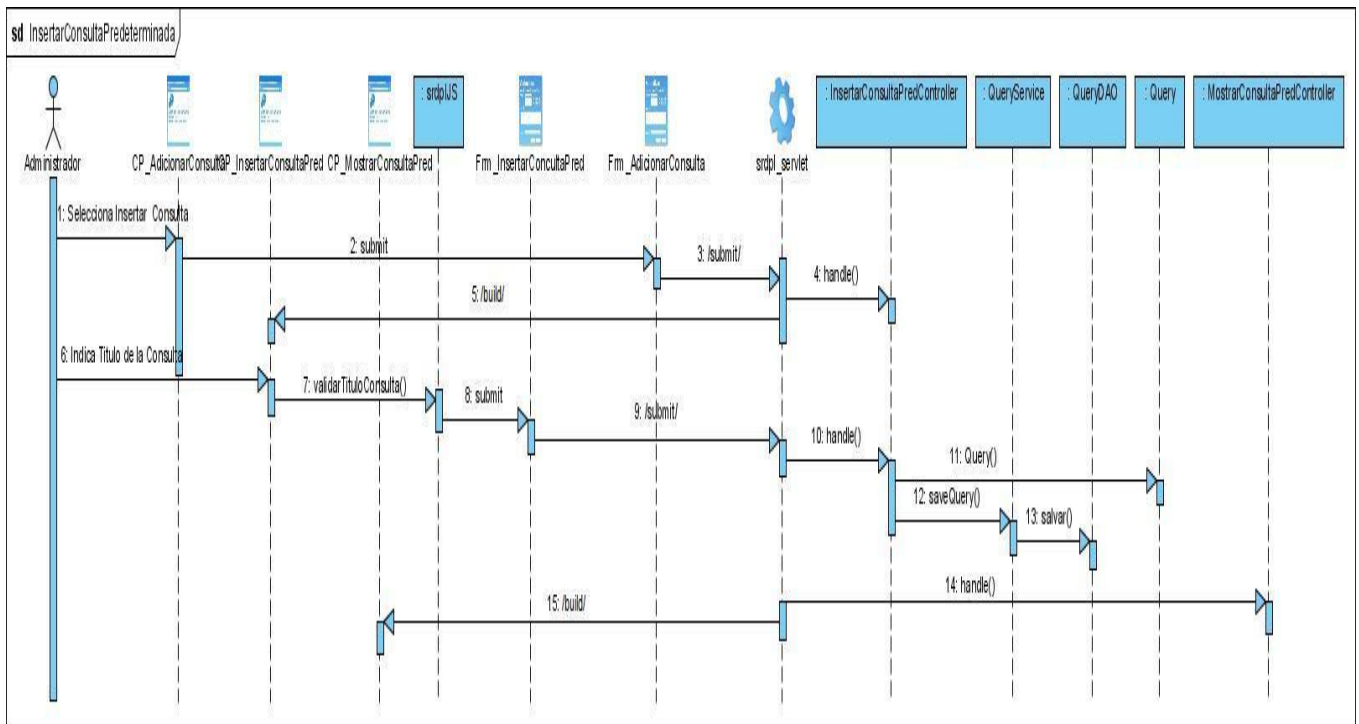 sd InsertarConsultaPredeterminada
: srdplJS
: InsertarConsultaPredController
: QueryService
: QueryDAO
: Query
: MostrarConsultaPredController
Administrador
CP_AdicionarConsulta
CP_InsertarConsultaPred
CP_MostrarConsultaPred
Frm_InsertarConcultaPred
Frm_AdicionarConsulta
srdpl_servlet
1: Selecciona Insertar Consulta
2: submit
3: /submit/
4: handle()
5: /build/
6: Indica Titulo de la Consulta
7: validarTituloConsulta()
8: submit
9: /submit/
10: handle()
11: Query()
12: saveQuery()
13: salvar()
14: handle()
15: /build/